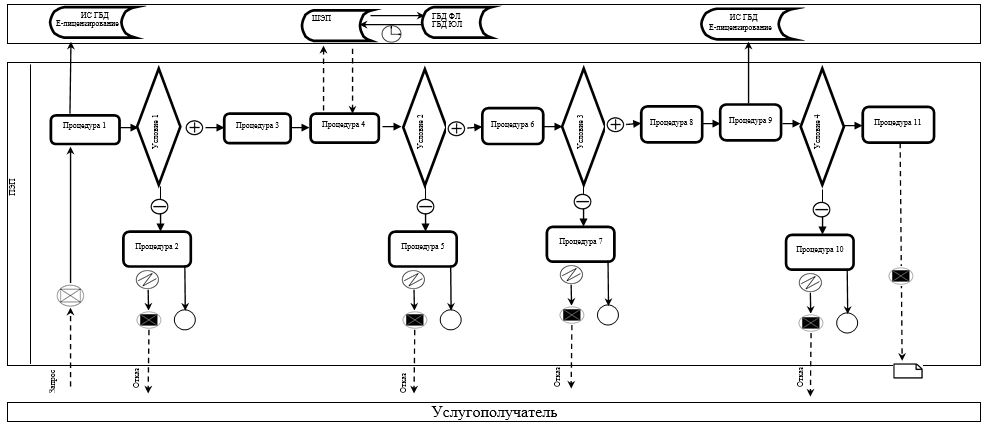 ИС ГБД
Е-лицензирование
ШЭП
ГБД ФЛ
ГБД ЮЛ
ИС ГБД
Е-лицензирование
ПЭП
Процедура 1
Условие 1
Процедура 3
Процедура 4
Условие 2
Процедура 6
Условие 3
Процедура 8
Процедура 9
Условие 4
Процедура 11
Процедура 2
Процедура 5
Процедура 7
Процедура 10
Запрос
Отказ
Отказ
Отказ
Отказ
Услугополучатель